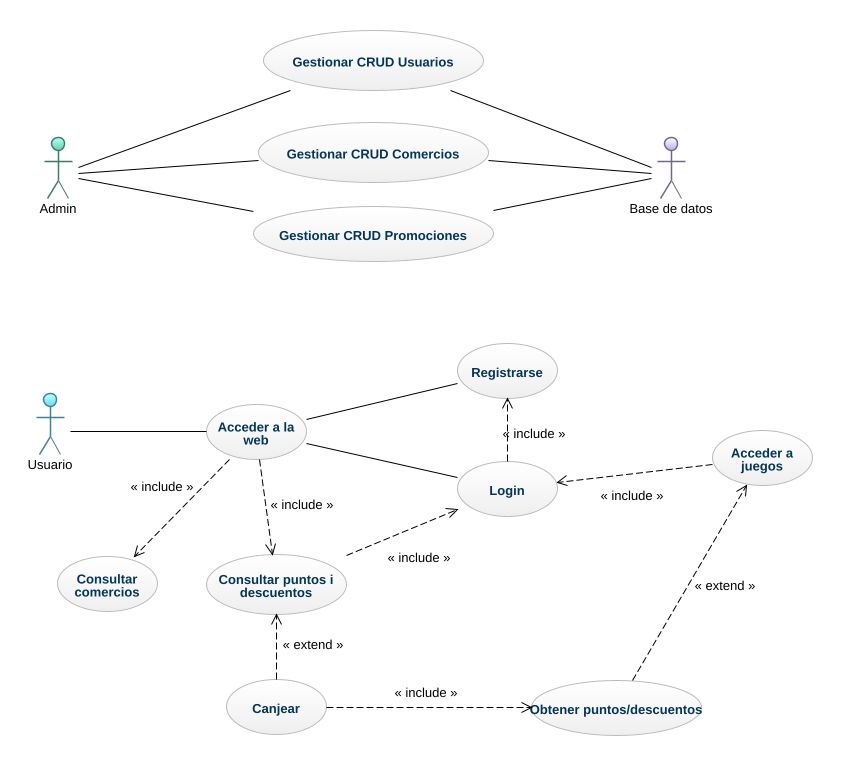 Gestionar CRUD Usuarios
Gestionar CRUD Comercios
Admin
Base de datos
Gestionar CRUD Promociones
Registrarse
Acceder a la
web
« include »
Usuario
Acceder a
juegos
« include »
Login
« include »
« include »
« include »
Consultar
comercios
Consultar puntos i
descuentos
« extend »
« extend »
« include »
Canjear
Obtener puntos/descuentos